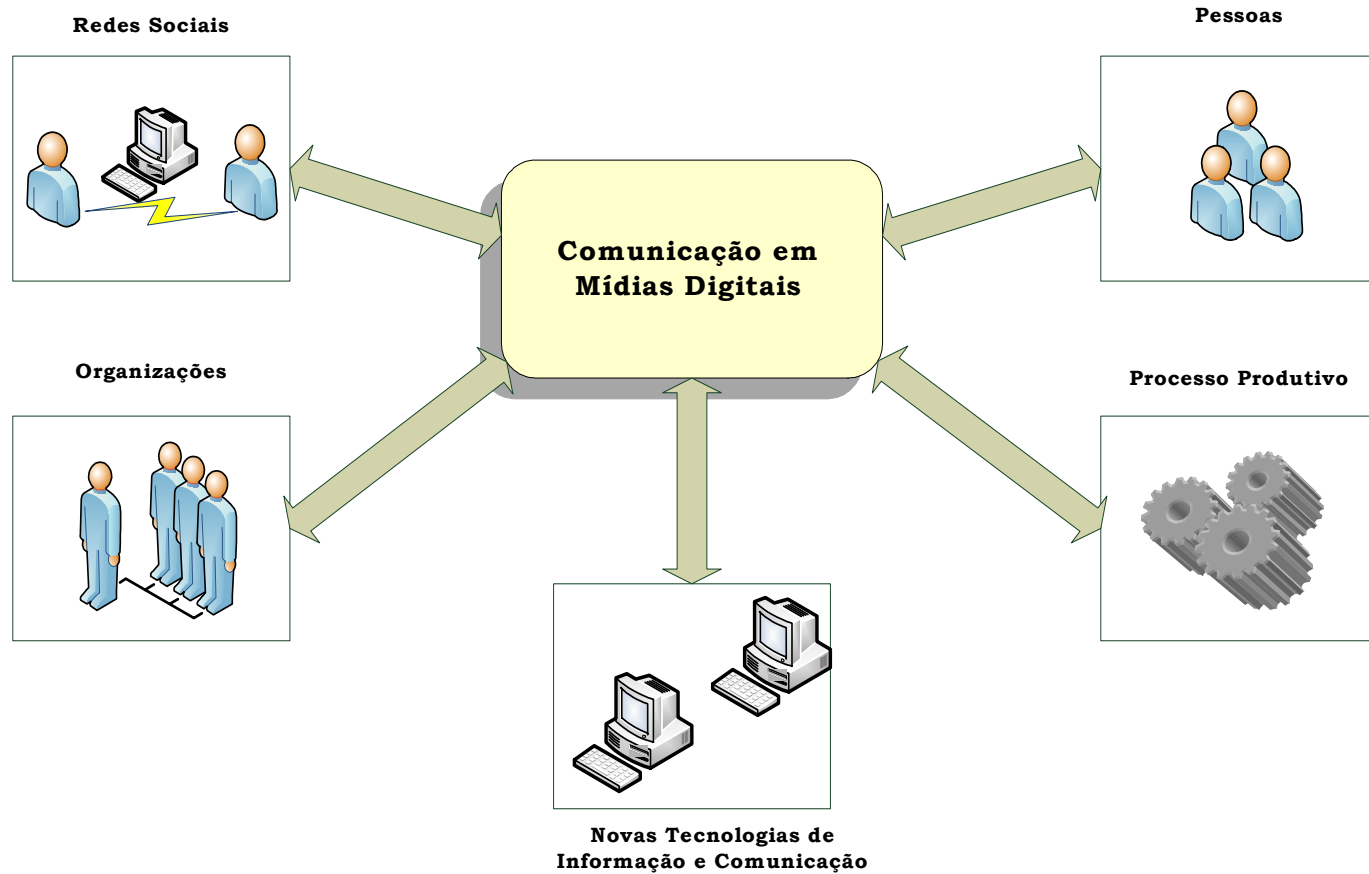 Redes Sociais
Pessoas
Comunicação em
Mídias Digitais
Organizações
Processo Produtivo
Novas Tecnologias de
Informação e Comunicação